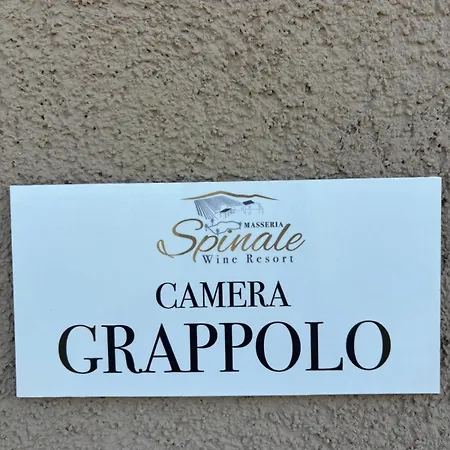 MASSERIA
Spinale
Wine Resort
CAMERA
GRAPPOLO